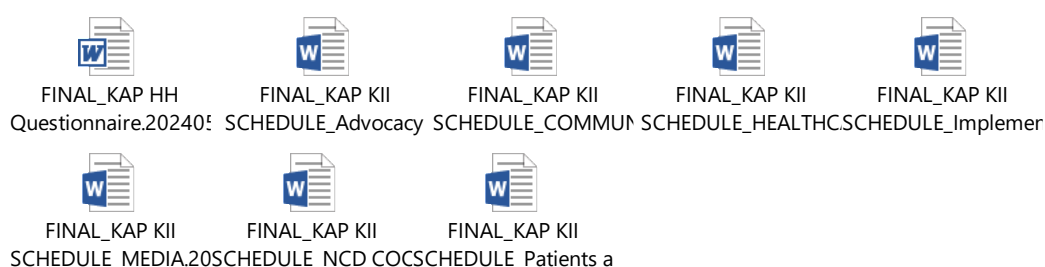 FINAL_KAP HH FINAL_KAP KII FINAL_KAP KII FINAL_KAP KII FINAL_KAP KII
Questionnaire.202405 SCHEDULE_Advocacy SCHEDULE_COMMUN SCHEDULE_HEALTHC SCHEDULE_Implemen
FINAL_KAP KII FINAL_KAP KII FINAL_KAP KII
SCHEDULE_MEDIA.20 SCHEDULE_NCD COC SCHEDULE_Patients a